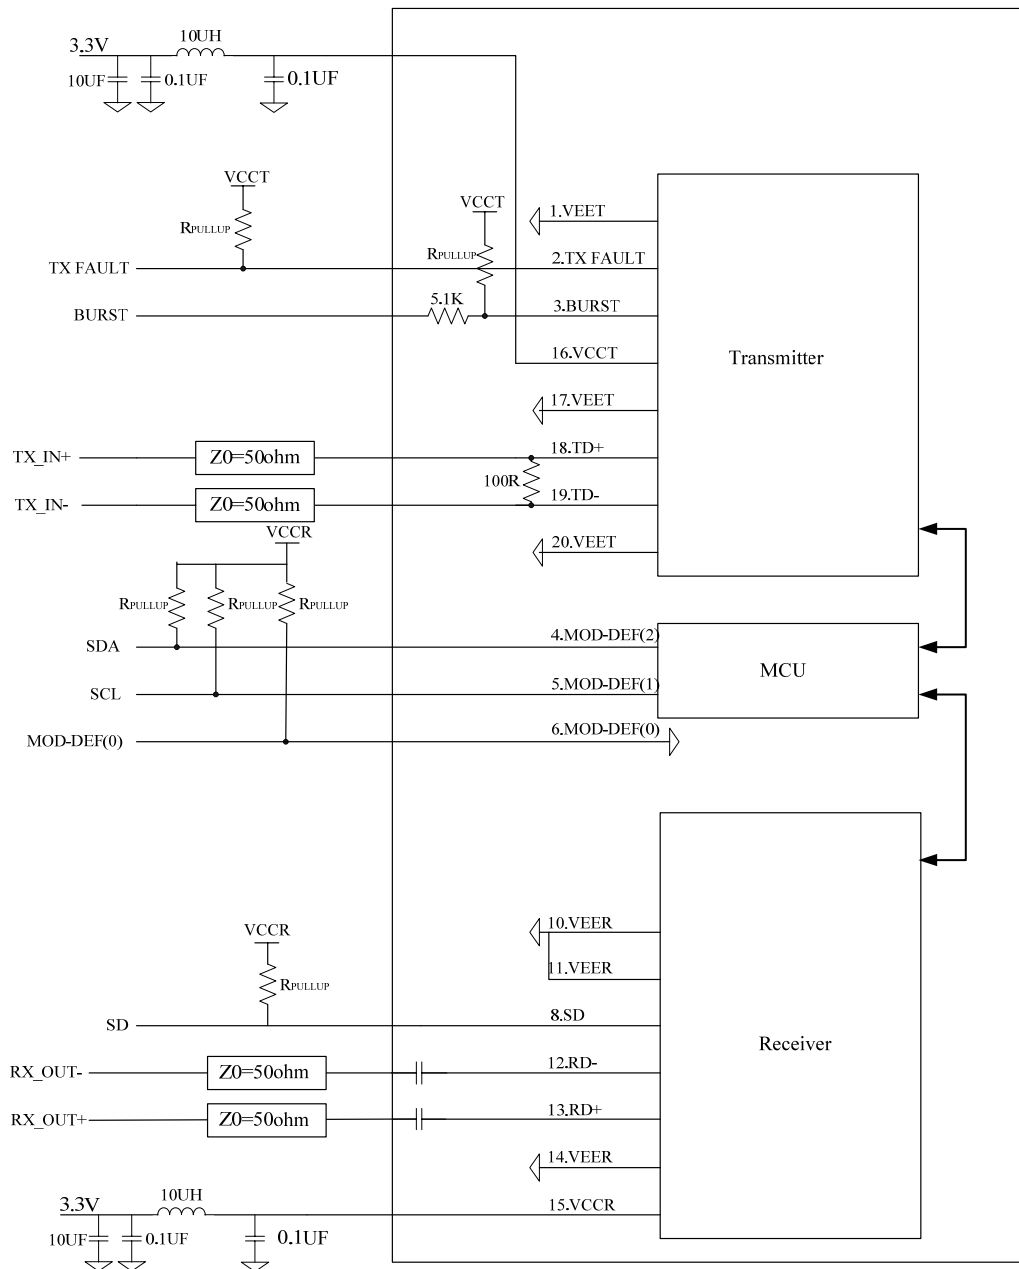 10UH
3.3V
10UF
0.1UF
0.1UF
VCCT
VCCT
1.VEET
RPULLUP
RPULLUP
2.TX FAULT
TX FAULT
5.1K
BURST
3.BURST
Transmitter
16.VCCT
17.VEET
18.TD+
TX_IN+
Z0=50ohm
100R
19.TD-
TX_IN-
Z0=50ohm
VCCR
20.VEET
RPULLUP
RPULLUP
RPULLUP
4.MOD-DEF(2)
SDA
MCU
5.MOD-DEF(1)
SCL
6.MOD-DEF(0)
MOD-DEF(0)
10.VEER
VCCR
11.VEER
RPULLUP
8.SD
SD
Receiver
12.RD-
RX_OUT-
Z0=50ohm
13.RD+
RX_OUT+
Z0=50ohm
14.VEER
10UH
15.VCCR
3.3V
10UF
0.1UF
0.1UF